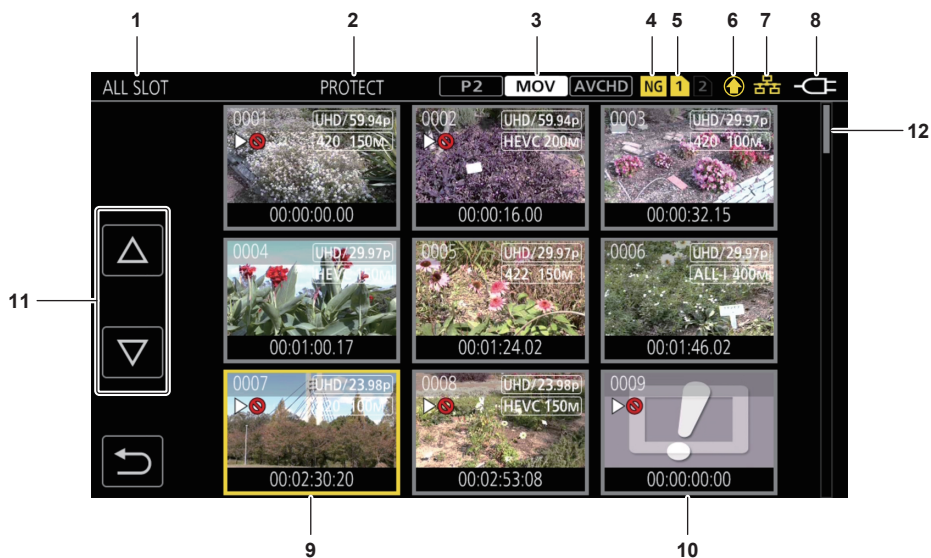 1 2 3 4 5 6 7 8
ALL SLOT PROTECT P2 MOV AVCHD NG 1 2
12
0001 UHD/59.94p 0002 UHD/59.94p 0003 UHD/29.97p
420 150M HEVC 200M 420 100M
00:00:00.00 00:00:16.00 00:00:32.15
0004 UHD/29.97p 0005 UHD/29.97p 0006 UHD/29.97p
HEVC 150M 422 150M ALL-I 400M
11
00:01:00.17 00:01:24.02 00:01:46.02
0007 UHD/23.98p 0008 UHD/23.98p 0009
420 100M HEVC 150M
00:02:30:20 00:02:53:08 00:00:00:00
9 10